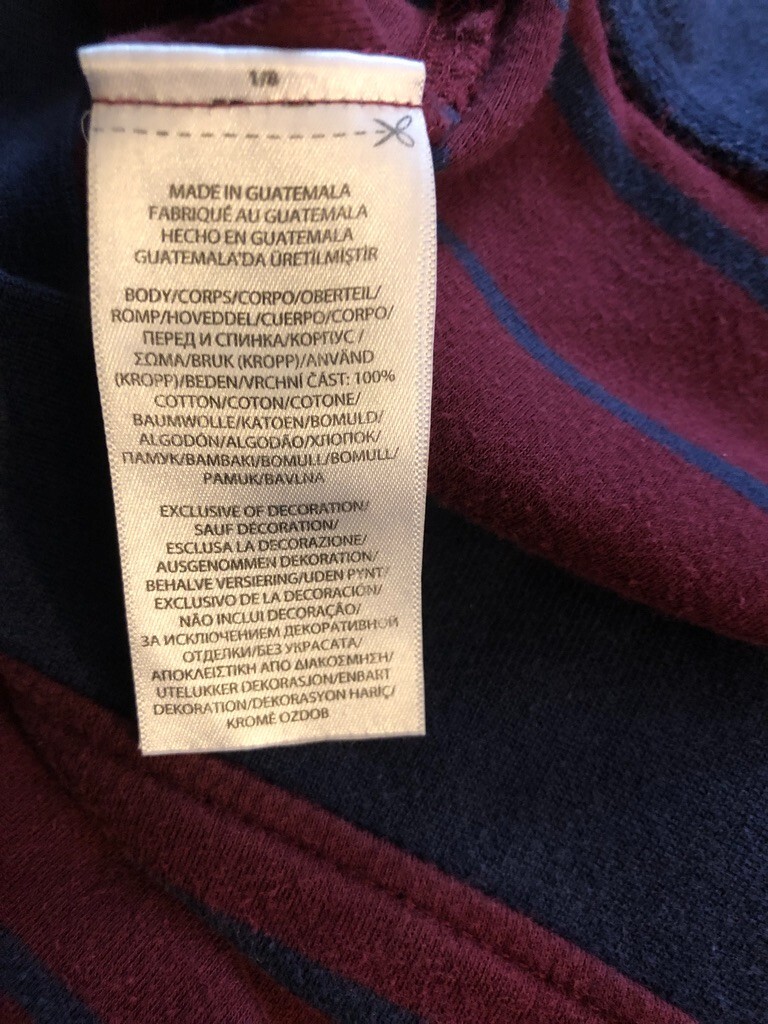 1/8
MADE IN GUATEMALA
FABRIQUÉ AU GUATEMALA
HECHO EN GUATEMALA
GUATEMALA'DA ÜRETİLMİŞTİR
BODY/CORPS/CORPO/OBERTEIL/
ROMP/HOVEDDEL/CUERPO/CORPO/
ПЕРЕД И СПИНКА/КОРПУС /
ΣΩΜΑ/BRUK (KROPP)/ANVÄND
(KROPP)/BEDEN/VRCHNÍ ČÁST: 100%
COTTON/COTON/COTONE/
BAUMWOLLE/KATOEN/BOMULD/
ALGODÓN/ALGODÃO/ХЛОПОК/
ПАМУК/ΒΑΜΒΑΚΙ/BOMULL/BOMULL/
PAMUK/BAVLNA
EXCLUSIVE OF DECORATION/
SAUF DÉCORATION/
ESCLUSA LA DECORAZIONE/
AUSGENOMMEN DEKORATION/
BEHALVE VERSIERING/UDEN PYNT/
EXCLUSIVO DE LA DECORACIÓN/
NÃO INCLUI DECORAÇÃO/
ЗА ИСКЛЮЧЕНИЕМ ДЕКОРАТИВНОЙ
ОТДЕЛКИ/БЕЗ УКРАСАТА/
ΑΠΟΚΛΕΙΣΤΙΚΗ ΑΠΟ ΔΙΑΚΟΣΜΗΣΗ/
UTELUKKER DEKORASJON/ENBART
DEKORATION/DEKORASYON HARİÇ/
KROMĚ OZDOB